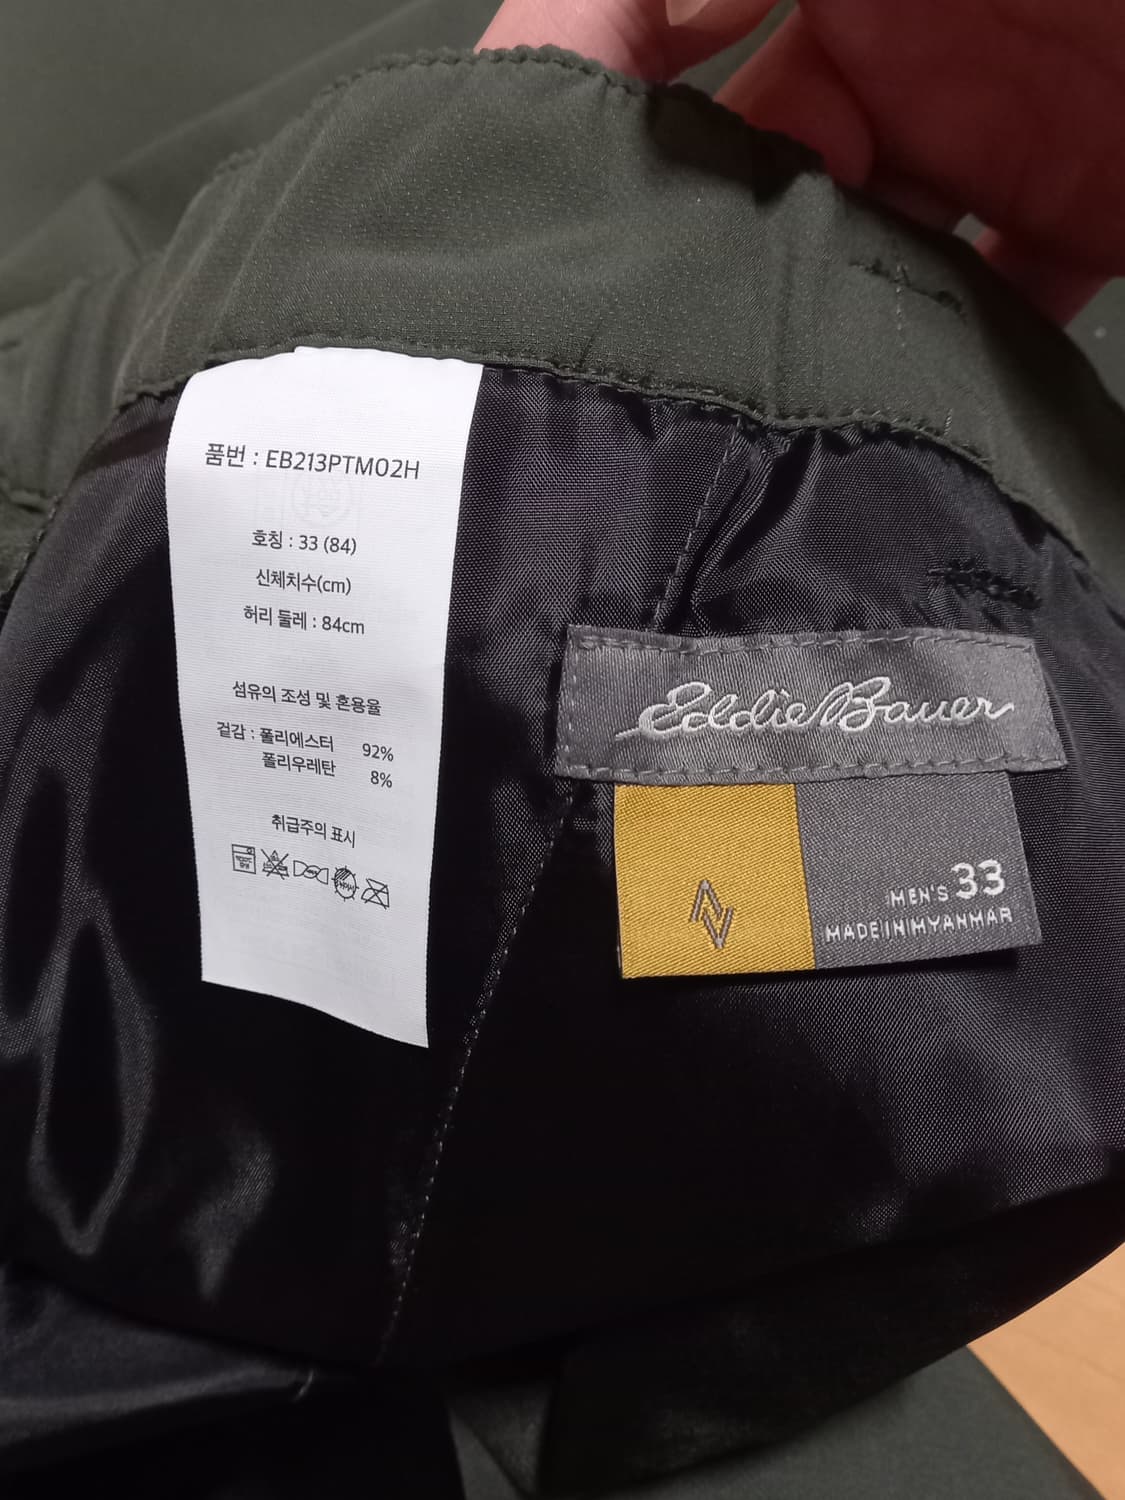 품번 : EB213PTM02H
호칭 : 33 (84)
신체치수(cm)
허리 둘레 : 84cm
섬유의 조성 및 혼용율
겉감 : 폴리에스터 92%
폴리우레탄 8%
취급주의 표시
Eddie Bauer
MEN'S 33
MADE IN MYANMAR